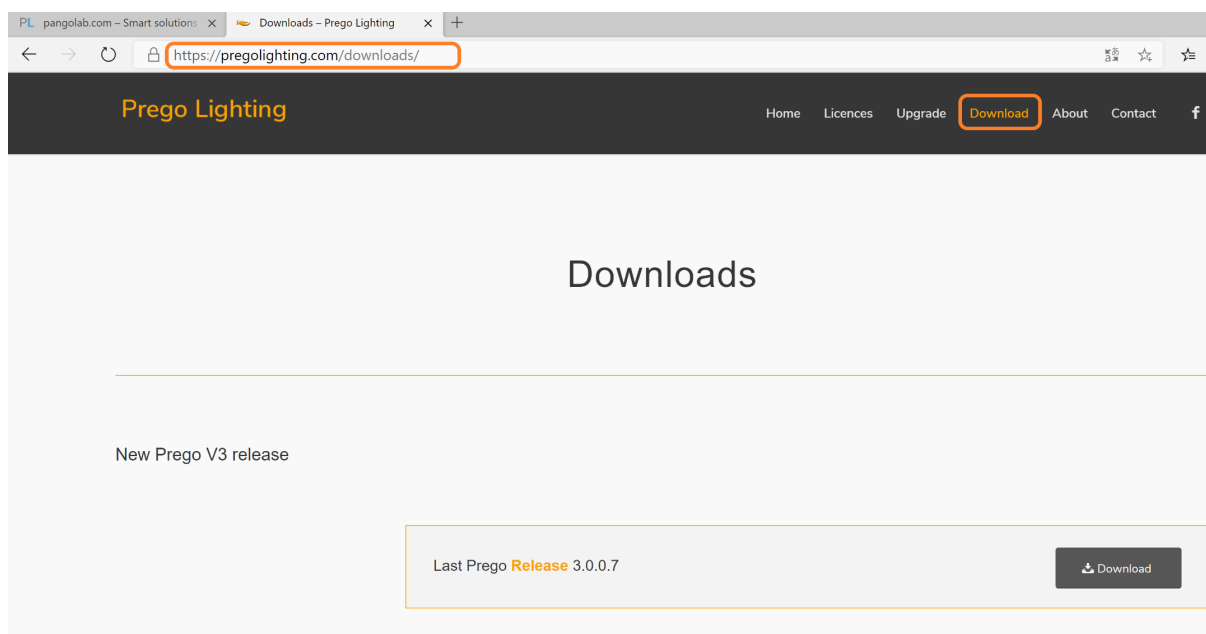 PL pangolab.com – Smart solutions
Downloads – Prego Lighting
https://pregolighting.com/downloads/
Prego Lighting
Home Licences Upgrade Download About Contact f
Downloads
New Prego V3 release
Last Prego Release 3.0.0.7
Download